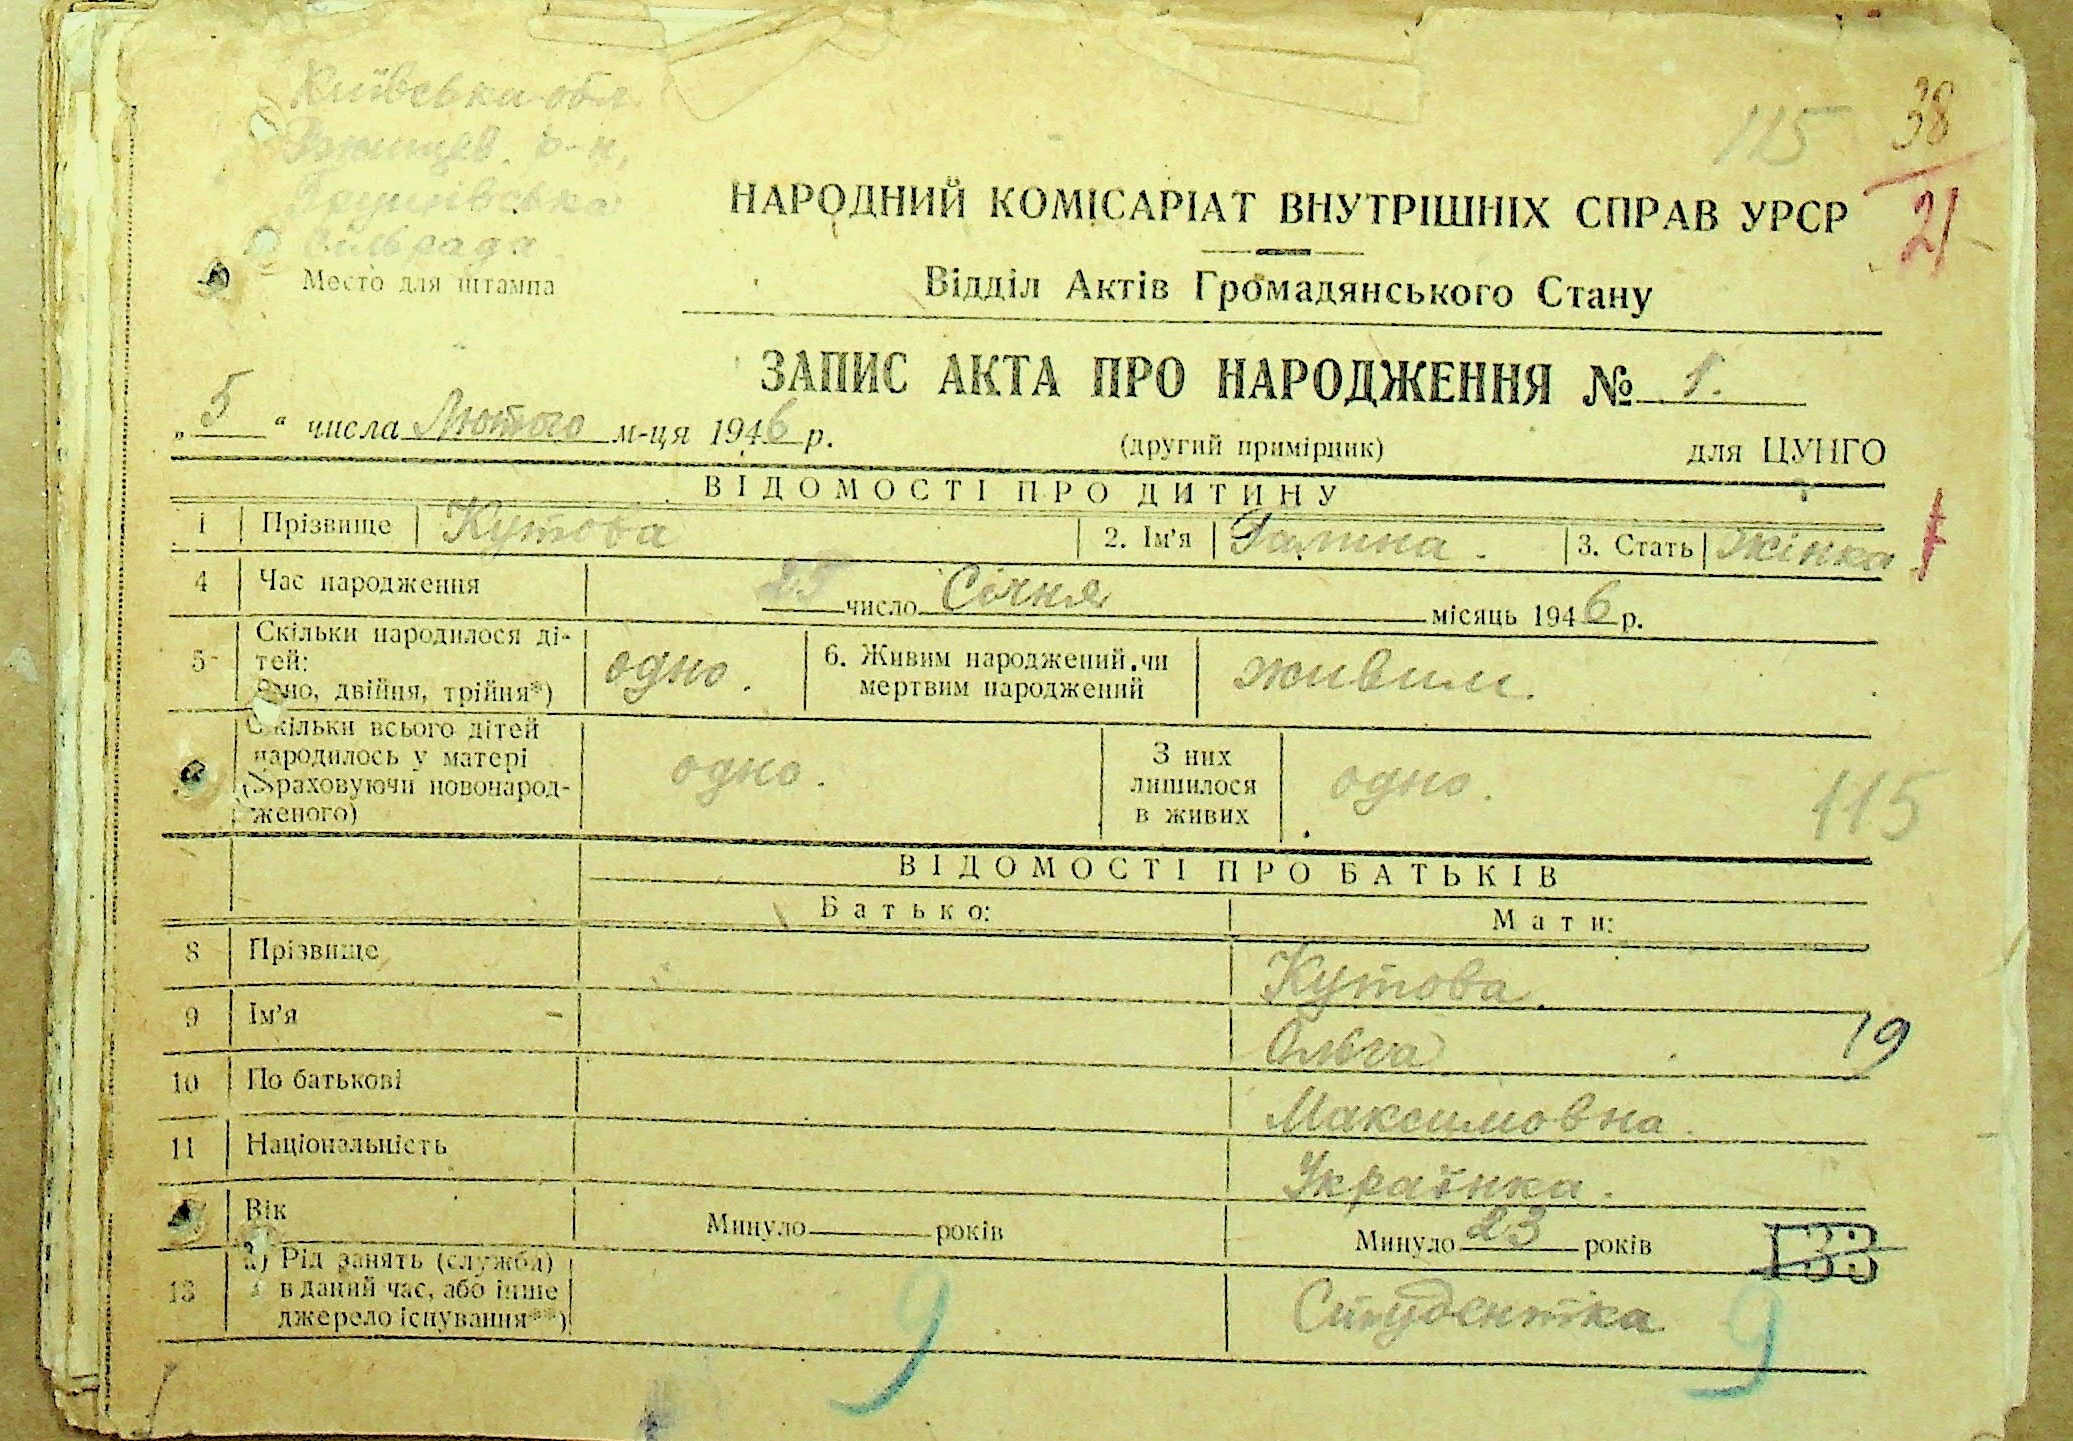 Київська обл.
Ржищев. р-н,
Грушівська
сільрада
Место для штампа
115
38
21
НАРОДНИЙ КОМІСАРІАТ ВНУТРІШНІХ СПРАВ УРСР
Відділ Актів Громадянського Стану
ЗАПИС АКТА ПРО НАРОДЖЕННЯ № 1.
„5“ числа Лютого м-ця 1946 р.
(другий примірник) для ЦУНГО
ВІДОМОСТІ ПРО ДИТИНУ
1 Прізвище Кутова 2. Ім'я Галина. 3. Стать Жінка
4 Час народження число Січня місяць 1946 р.
5 Скільки народилося ді-
тей:
одно, двійня, трійня*)
одно.
6. Живим народжений, чи
мертвим народжений
живим.
Скільки всього дітей
народилось у матері
(враховуючи новонарод-
женого)
одно.
З них
лишилося
в живих
одно.
115
ВІДОМОСТІ ПРО БАТЬКІВ
Батько: Мати:
8 Прізвище Кутова.
9 Ім'я Ольга
19
10 По батькові Максимовна.
11 Національність Українка.
Вік Минуло років Минуло 23 років
133
13 а) Рід занять (служба)
в даний час, або інше
джерело існування**)
Студентка
9 9